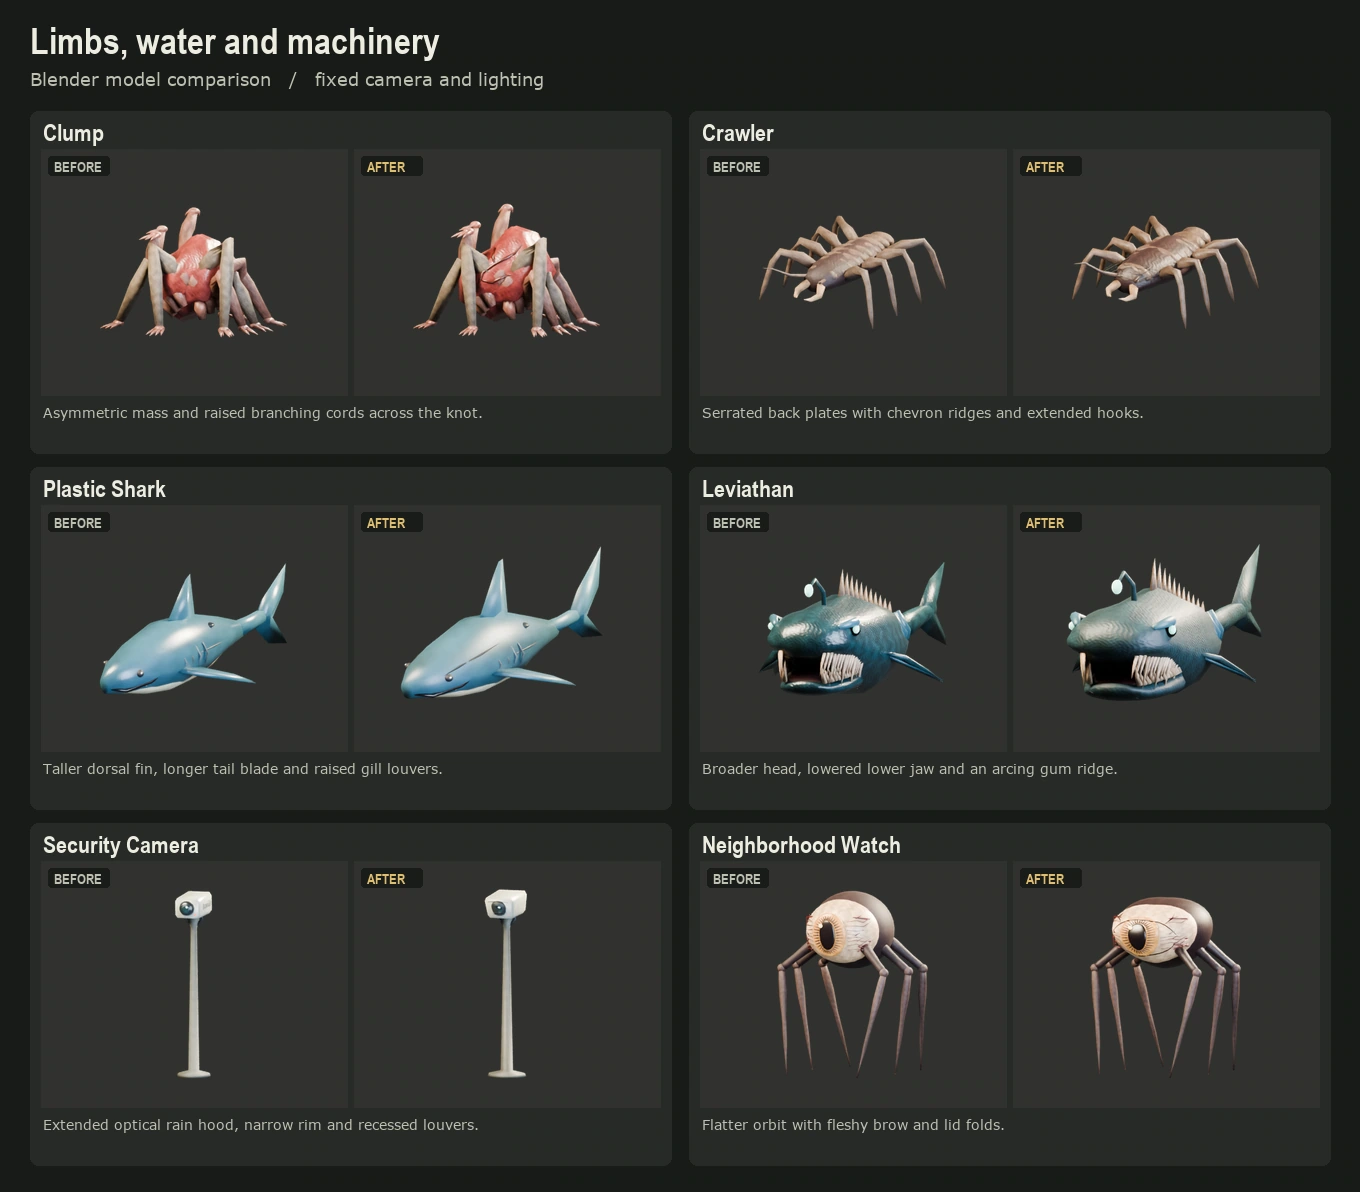 Limbs, water and machinery
Blender model comparison / fixed camera and lighting
Clump
BEFORE
AFTER
Asymmetric mass and raised branching cords across the knot.
Crawler
BEFORE
AFTER
Serrated back plates with chevron ridges and extended hooks.
Plastic Shark
BEFORE
AFTER
Taller dorsal fin, longer tail blade and raised gill louvers.
Leviathan
BEFORE
AFTER
Broader head, lowered lower jaw and an arcing gum ridge.
Security Camera
BEFORE
AFTER
Extended optical rain hood, narrow rim and recessed louvers.
Neighborhood Watch
BEFORE
AFTER
Flatter orbit with fleshy brow and lid folds.